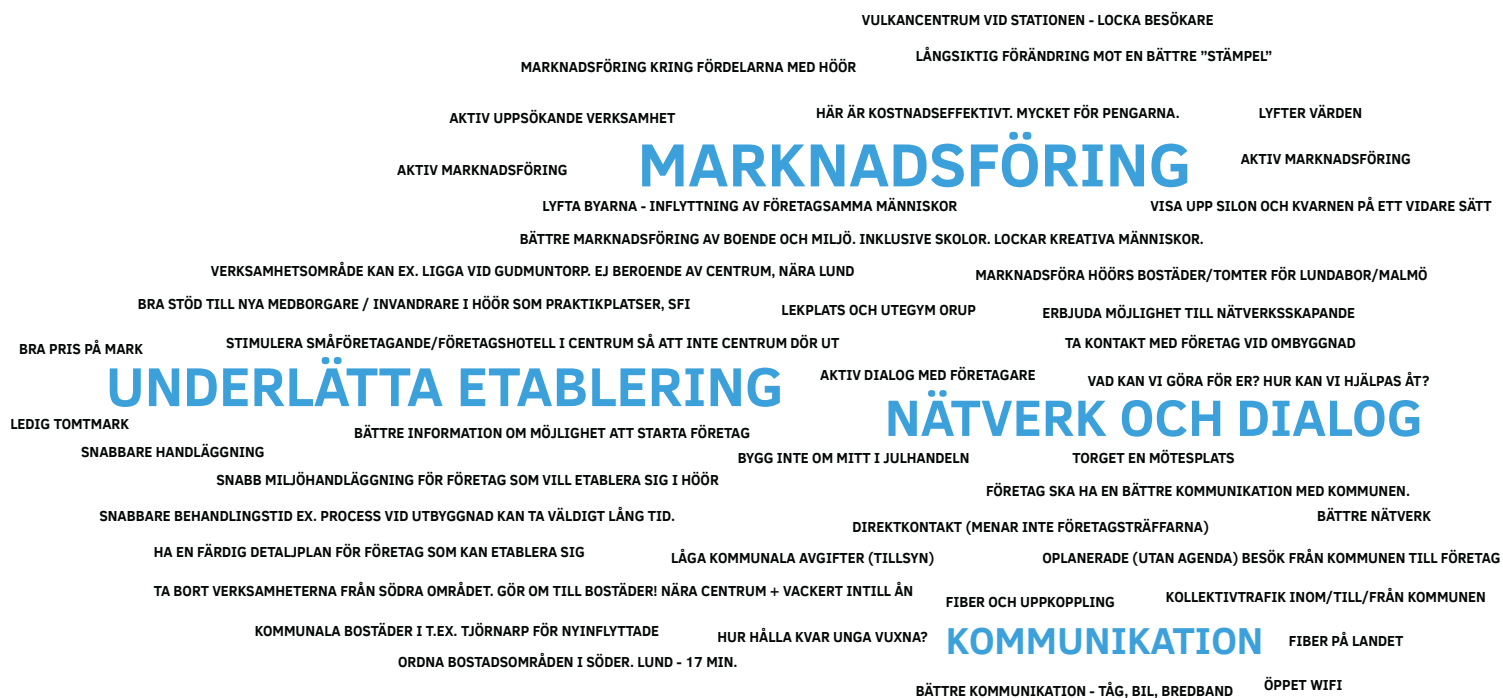 VULKANCENTRUM VID STATIONEN - LOCKA BESÖKARE
LÅNGSIKTIG FÖRÄNDRING MOT EN BÄTTRE ”STÄMPEL”
MARKNADSFÖRING KRING FÖRDELARNA MED HÖÖR
AKTIV UPPSÖKANDE VERKSAMHET
HÄR ÄR KOSTNADSEFFEKTIVT. MYCKET FÖR PENGARNA.
LYFTER VÄRDEN
AKTIV MARKNADSFÖRING
MARKNADSFÖRING
AKTIV MARKNADSFÖRING
LYFTA BYARNA - INFLYTTNING AV FÖRETAGSAMMA MÄNNISKOR
VISA UPP SILON OCH KVARNEN PÅ ETT VIDARE SÄTT
BÄTTRE MARKNADSFÖRING AV BOENDE OCH MILJÖ. INKLUSIVE SKOLOR. LOCKAR KREATIVA MÄNNISKOR.
VERKSAMHETSOMRÅDE KAN EX. LIGGA VID GUDMUNTORP. EJ BEROENDE AV CENTRUM, NÄRA LUND
MARKNADSFÖRA HÖÖRS BOSTÄDER/TOMTER FÖR LUNDABOR/MALMÖ
BRA STÖD TILL NYA MEDBORGARE / INVANDRARE I HÖÖR SOM PRAKTIKPLATSER, SFI
LEKPLATS OCH UTEGYM ORUP
ERBJUDA MÖJLIGHET TILL NÄTVERKSSKAPANDE
BRA PRIS PÅ MARK
STIMULERA SMÅFÖRETAGANDE/FÖRETAGSHOTELL I CENTRUM SÅ ATT INTE CENTRUM DÖR UT
TA KONTAKT MED FÖRETAG VID OMBYGGNAD
UNDERLÄTTA ETABLERING
AKTIV DIALOG MED FÖRETAGARE
VAD KAN VI GÖRA FÖR ER? HUR KAN VI HJÄLPAS ÅT?
NÄTVERK OCH DIALOG
LEDIG TOMTMARK
BÄTTRE INFORMATION OM MÖJLIGHET ATT STARTA FÖRETAG
SNABBARE HANDLÄGGNING
BYGG INTE OM MITT I JULHANDELN
TORGET EN MÖTESPLATS
SNABB MILJÖHANDLÄGGNING FÖR FÖRETAG SOM VILL ETABLERA SIG I HÖÖR
FÖRETAG SKA HA EN BÄTTRE KOMMUNIKATION MED KOMMUNEN.
SNABBARE BEHANDLINGSTID EX. PROCESS VID UTBYGGNAD KAN TA VÄLDIGT LÅNG TID.
DIREKTKONTAKT (MENAR INTE FÖRETAGSTRÄFFARNA)
BÄTTRE NÄTVERK
HA EN FÄRDIG DETALJPLAN FÖR FÖRETAG SOM KAN ETABLERA SIG
LÅGA KOMMUNALA AVGIFTER (TILLSYN)
OPLANERADE (UTAN AGENDA) BESÖK FRÅN KOMMUNEN TILL FÖRETAG
TA BORT VERKSAMHETERNA FRÅN SÖDRA OMRÅDET. GÖR OM TILL BOSTÄDER! NÄRA CENTRUM + VACKERT INTILL ÅN
FIBER OCH UPPKOPPLING
KOLLEKTIVTRAFIK INOM/TILL/FRÅN KOMMUNEN
KOMMUNALA BOSTÄDER I T.EX. TJÖRNARP FÖR NYINFLYTTADE
HUR HÅLLA KVAR UNGA VUXNA?
KOMMUNIKATION
FIBER PÅ LANDET
ORDNA BOSTADSOMRÅDEN I SÖDER. LUND - 17 MIN.
BÄTTRE KOMMUNIKATION - TÅG, BIL, BREDBAND
ÖPPET WIFI